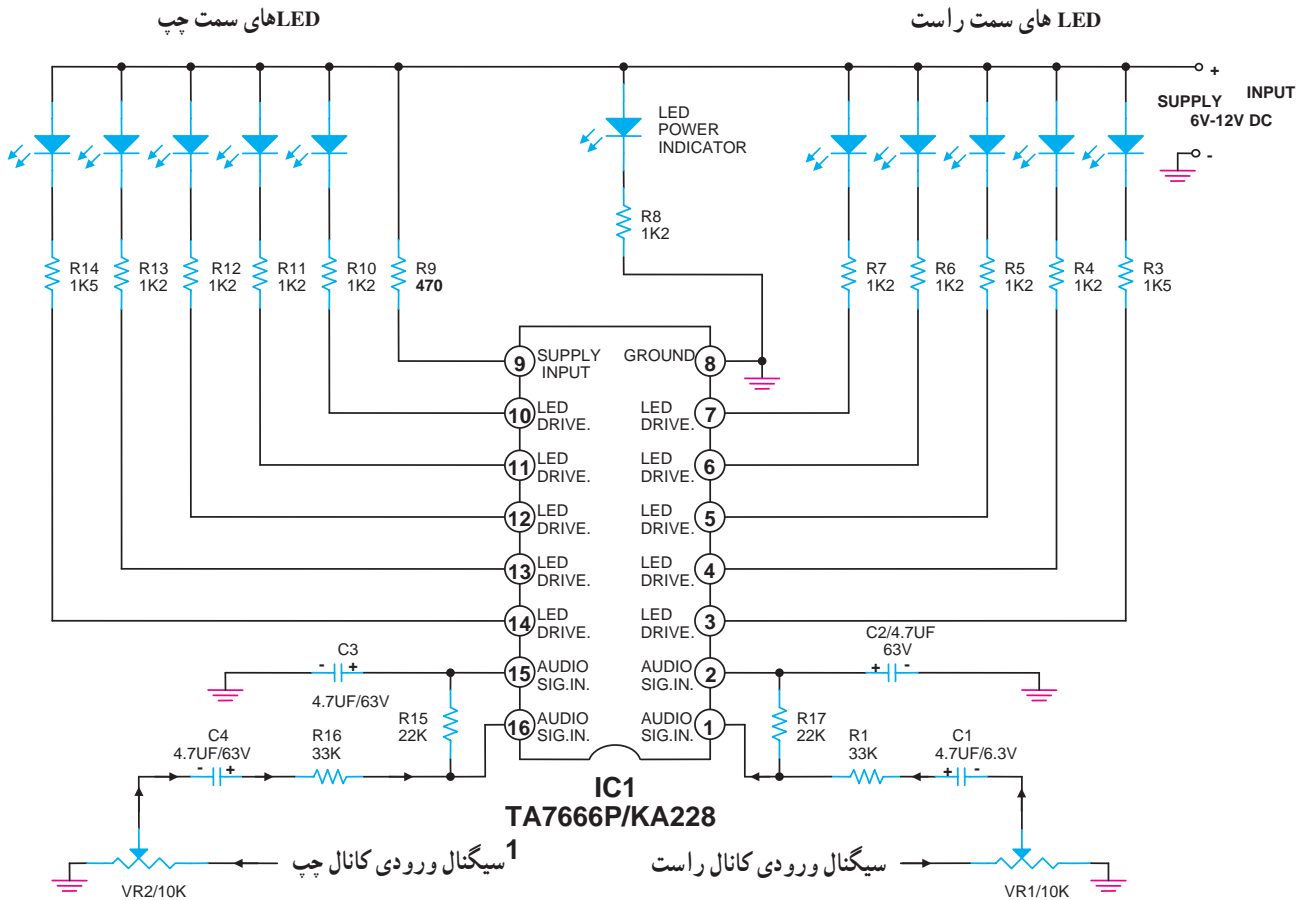 LEDهای سمت چپ
LED های سمت راست
+
INPUT
SUPPLY
6V-12V DC
-
LED
POWER
INDICATOR
R8
1K2
R14
1K5
R13
1K2
R12
1K2
R11
1K2
R10
1K2
R9
470
R7
1K2
R6
1K2
R5
1K2
R4
1K2
R3
1K5
9
SUPPLY
INPUT
GROUND
8
10
LED
DRIVE.
LED
DRIVE.
7
11
LED
DRIVE.
LED
DRIVE.
6
12
LED
DRIVE.
LED
DRIVE.
5
13
LED
DRIVE.
LED
DRIVE.
4
14
LED
DRIVE.
LED
DRIVE.
3
15
AUDIO
SIG.IN.
AUDIO
SIG.IN.
2
16
AUDIO
SIG.IN.
AUDIO
SIG.IN.
1
C3
- +
4.7UF/63V
C2/4.7UF
63V
+ -
R15
22K
R17
22K
C4
4.7UF/63V
- +
R16
33K
R1
33K
C1
4.7UF/6.3V
+ -
IC1
TA7666P/KA228
1
سیگنال ورودی کانال چپ
سیگنال ورودی کانال راست
VR2/10K
VR1/10K